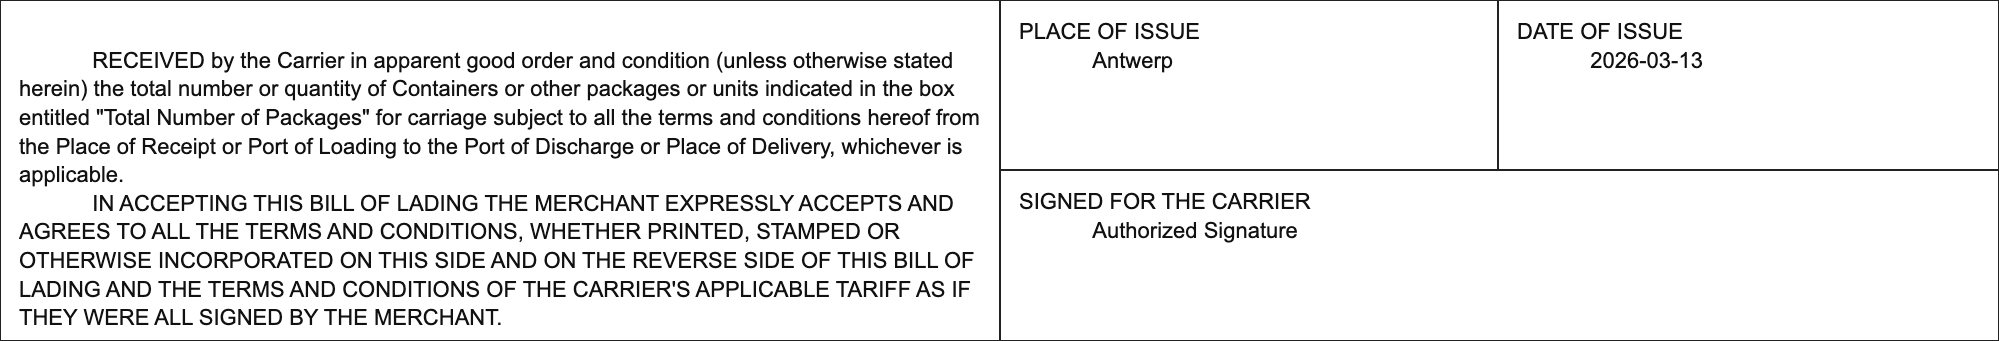 RECEIVED by the Carrier in apparent good order and condition (unless otherwise stated
herein) the total number or quantity of Containers or other packages or units indicated in the box
entitled "Total Number of Packages" for carriage subject to all the terms and conditions hereof from
the Place of Receipt or Port of Loading to the Port of Discharge or Place of Delivery, whichever is
applicable.
IN ACCEPTING THIS BILL OF LADING THE MERCHANT EXPRESSLY ACCEPTS AND
AGREES TO ALL THE TERMS AND CONDITIONS, WHETHER PRINTED, STAMPED OR
OTHERWISE INCORPORATED ON THIS SIDE AND ON THE REVERSE SIDE OF THIS BILL OF
LADING AND THE TERMS AND CONDITIONS OF THE CARRIER'S APPLICABLE TARIFF AS IF
THEY WERE ALL SIGNED BY THE MERCHANT.
PLACE OF ISSUE
Antwerp
DATE OF ISSUE
2026-03-13
SIGNED FOR THE CARRIER
Authorized Signature